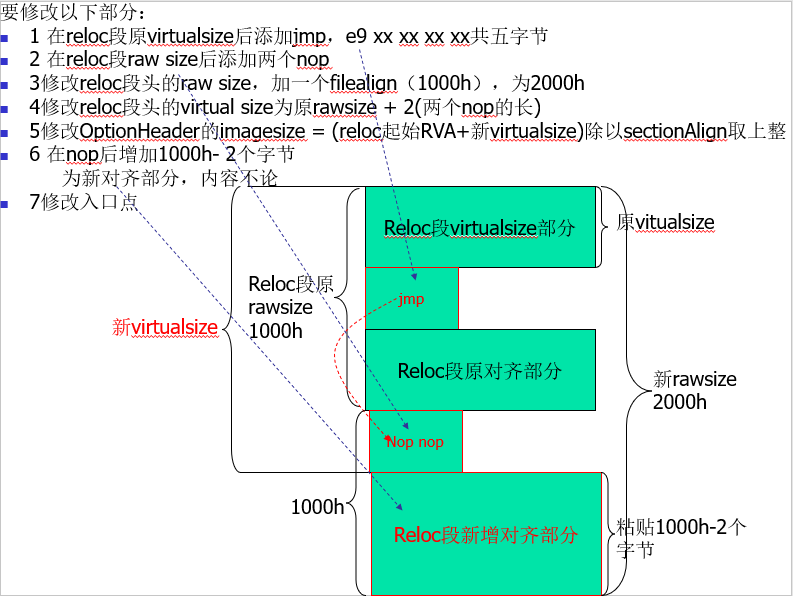 要修改以下部分：
1 在reloc段原virtualsize后添加jmp，e9 xx xx xx xx共五字节
2 在reloc段raw size后添加两个nop
3修改reloc段头的raw size，加一个filealign（1000h），为2000h
4修改reloc段头的virtual size为原rawsize + 2(两个nop的长)
5修改OptionHeader的imagesize = (reloc起始RVA+新virtualsize)除以sectionAlign取上整
6 在nop后增加1000h- 2个字节
为新对齐部分，内容不论
7修改入口点
Reloc段virtualsize部分
原vitualsize
Reloc段原
rawsize
1000h
jmp
新virtualsize
Reloc段原对齐部分
新rawsize
2000h
Nop nop
1000h
Reloc段新增对齐部分
粘贴1000h-2个
字节